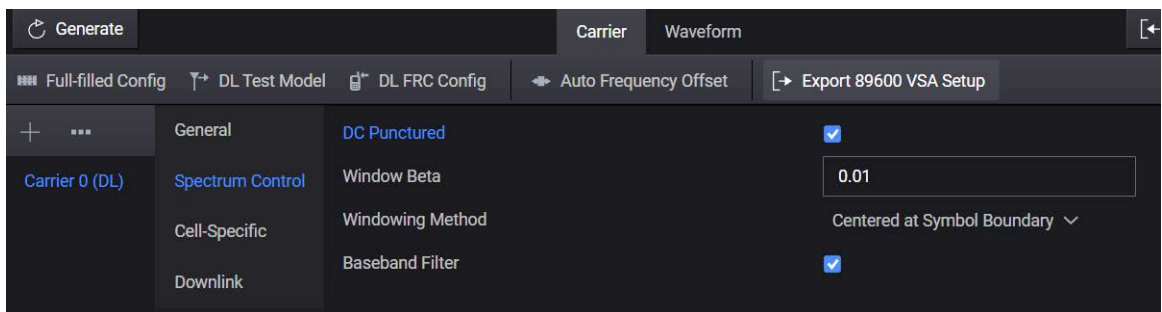 Generate
Carrier Waveform
Full-filled Config DL Test Model DL FRC Config Auto Frequency Offset Export 89600 VSA Setup
General DC Punctured
Carrier 0 (DL) Spectrum Control Window Beta 0.01
Cell-Specific Windowing Method Centered at Symbol Boundary
Downlink Baseband Filter